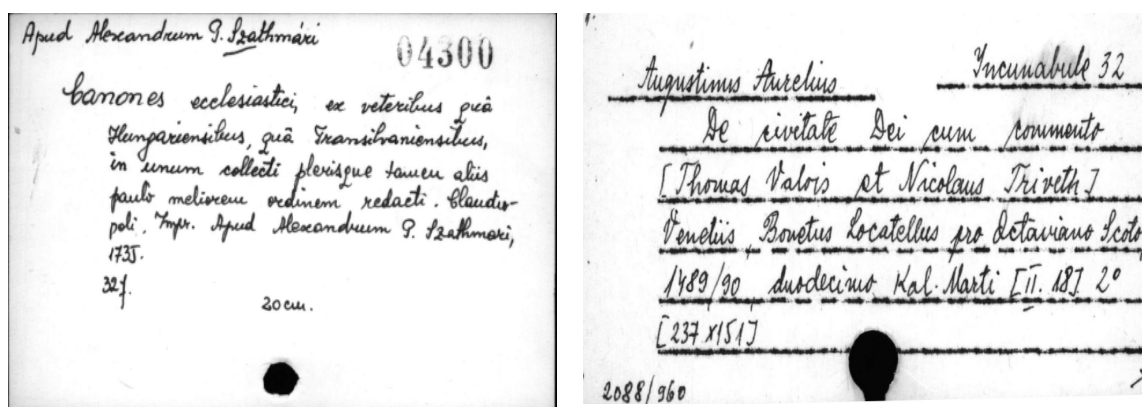 Apud Alexandrum P. Szathmári
04300
Canones ecclesiastici, ex veteribus quà
Hungariensibus, quà Transilvaniensibus,
in unum collecti plerisque tamen aliis
paulò meliorem ordinem redacti. Claudio-
poli, Impr. Apud Alexandrum P. Szathmári,
1733.
32 f.
20 cm.
Augustinus Aurelius
Incunabule 32
De civitate Dei cum commento
[Thomas Valois et Nicolaus Triveth]
Venetiis, Bonetus Locatellus pro Octaviano Scoto,
1489/90, duodecimo Kal. Marti [II. 18] 2°
[237 x 151]
2088/960